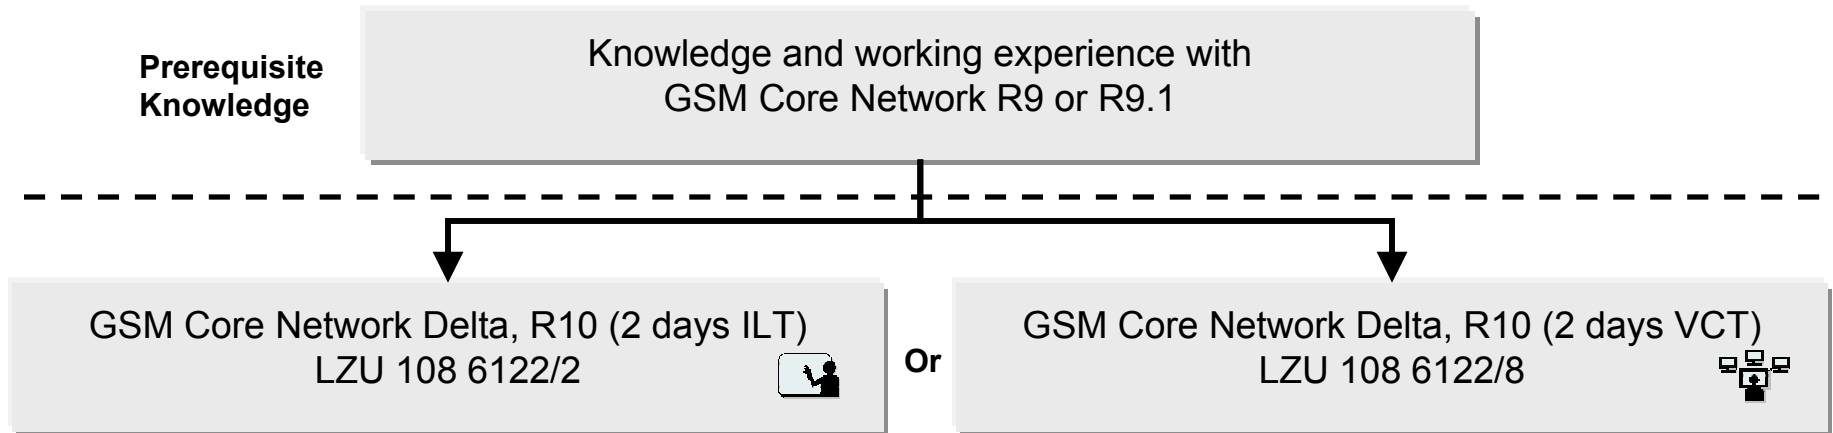 Prerequisite
Knowledge
Knowledge and working experience with
GSM Core Network R9 or R9.1
GSM Core Network Delta, R10 (2 days ILT)
LZU 108 6122/2
Or
GSM Core Network Delta, R10 (2 days VCT)
LZU 108 6122/8